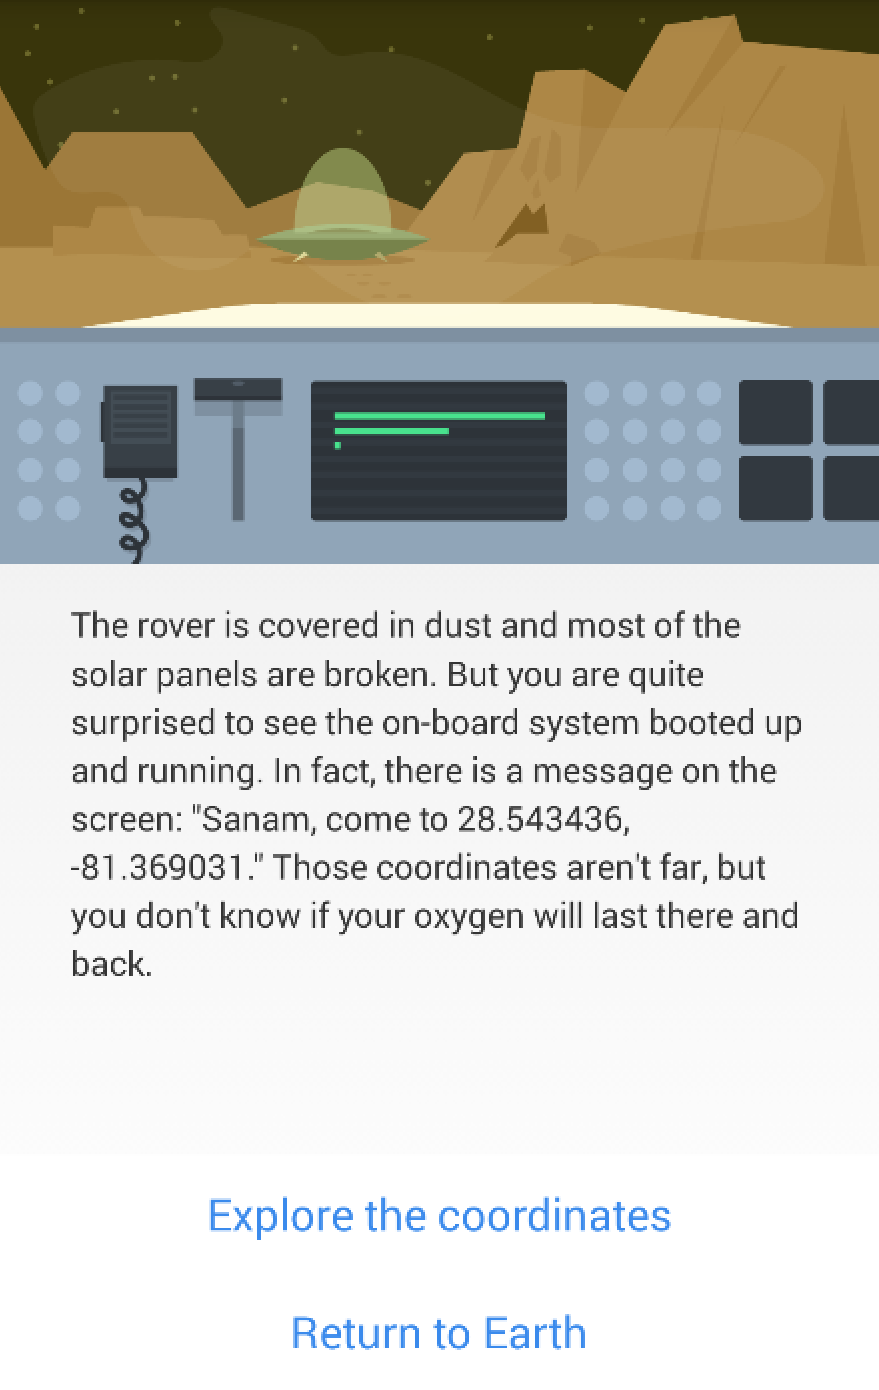 The rover is covered in dust and most of the
solar panels are broken. But you are quite
surprised to see the on-board system booted up
and running. In fact, there is a message on the
screen: "Sanam, come to 28.543436,
-81.369031." Those coordinates aren't far, but
you don't know if your oxygen will last there and
back.
Explore the coordinates
Return to Earth